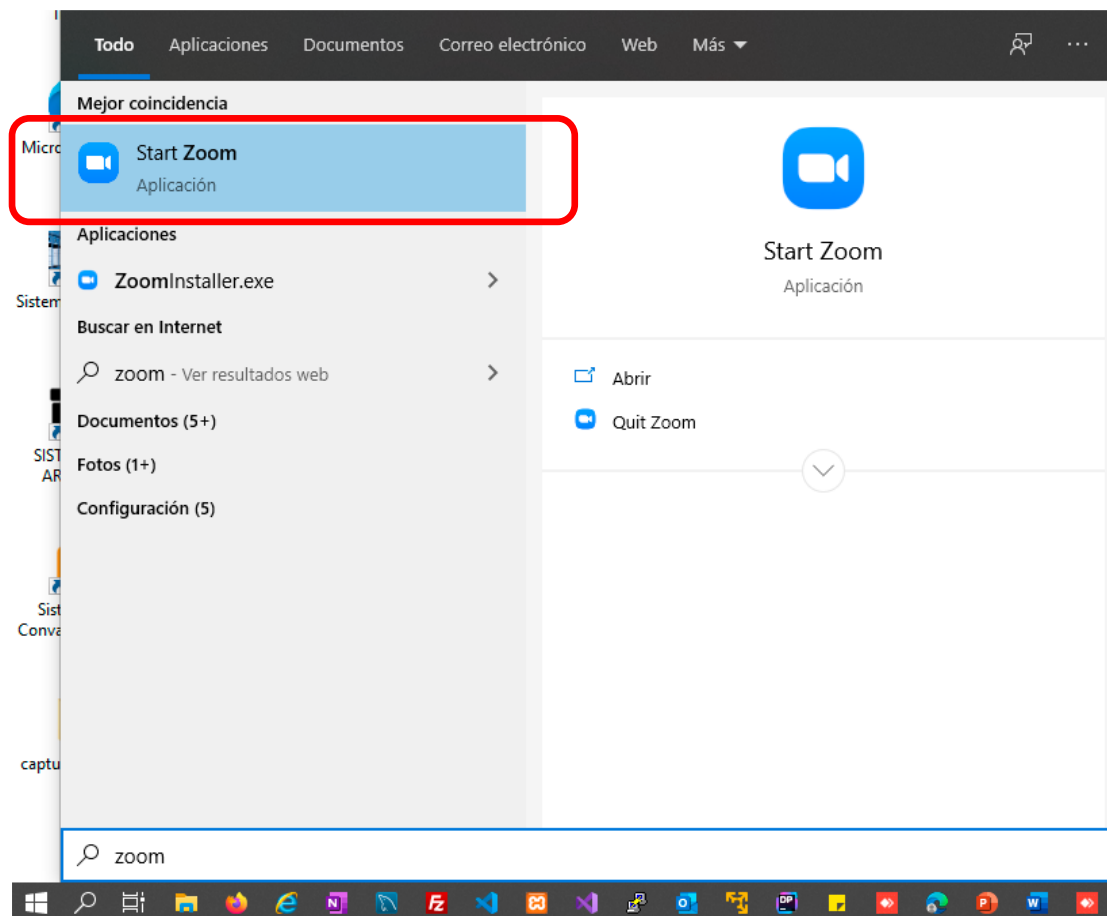 Todo Aplicaciones Documentos Correo electrónico Web Más
Mejor coincidencia
Start Zoom
Aplicación
Aplicaciones
ZoomInstaller.exe
Buscar en Internet
zoom - Ver resultados web
Documentos (5+)
Fotos (1+)
Configuración (5)
Start Zoom
Aplicación
Abrir
Quit Zoom
Micro
Sistem
SIST
AR
Sist
Conva
captu
zoom